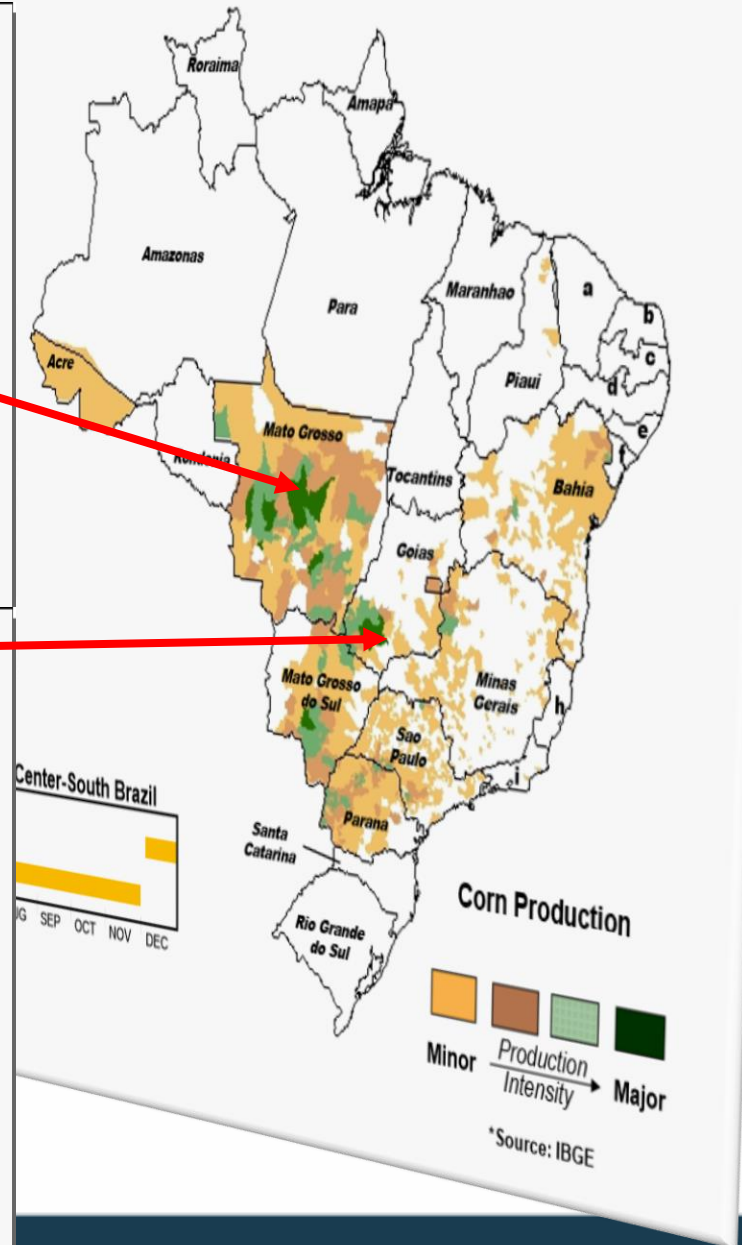 Roraima
Amapa
Amazonas
Para
Maranhao
a
b
c
Piaui
d
e
f
Acre
Mato Grosso
Rondonia
Tocantins
Bahia
Goias
Mato Grosso
do Sul
Minas
Gerais
h
Sao
Paulo
i
Center-South Brazil
SEP OCT NOV DEC
Parana
Santa
Catarina
Rio Grande
do Sul
Corn Production
Minor
Production
Intensity
Major
*Source: IBGE